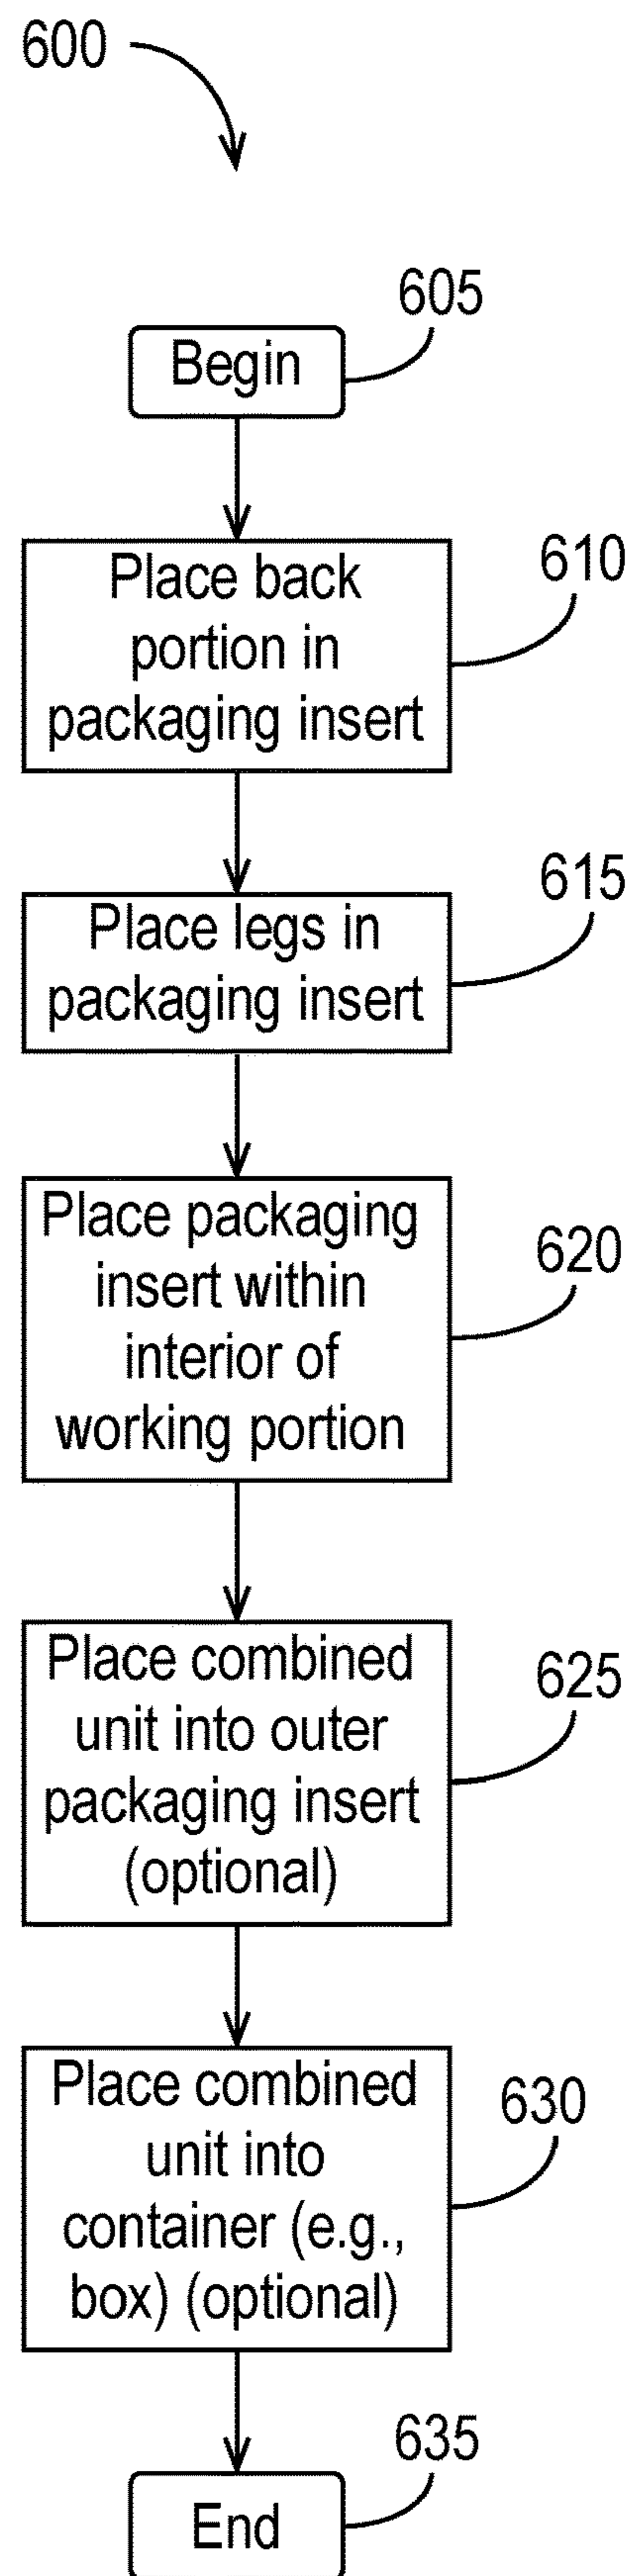 600
605
Begin
610
Place back
portion in
packaging insert
615
Place legs in
packaging insert
620
Place packaging
insert within
interior of
working portion
625
Place combined
unit into outer
packaging insert
(optional)
630
Place combined
unit into
container (e.g.,
box) (optional)
635
End